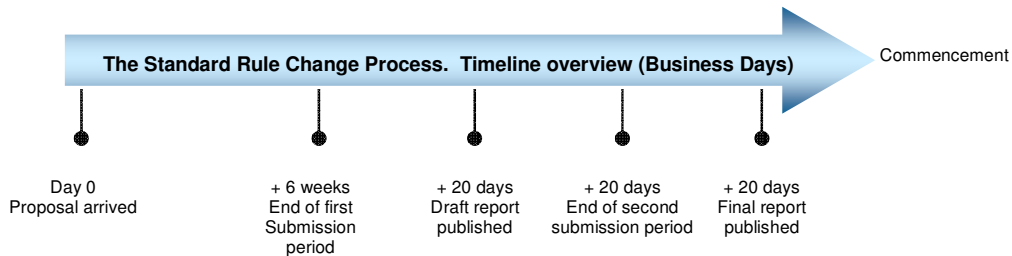 The Standard Rule Change Process. Timeline overview (Business Days)
Commencement
Day 0
Proposal arrived
+ 6 weeks
End of first
Submission
period
+ 20 days
Draft report
published
+ 20 days
End of second
submission period
+ 20 days
Final report
published